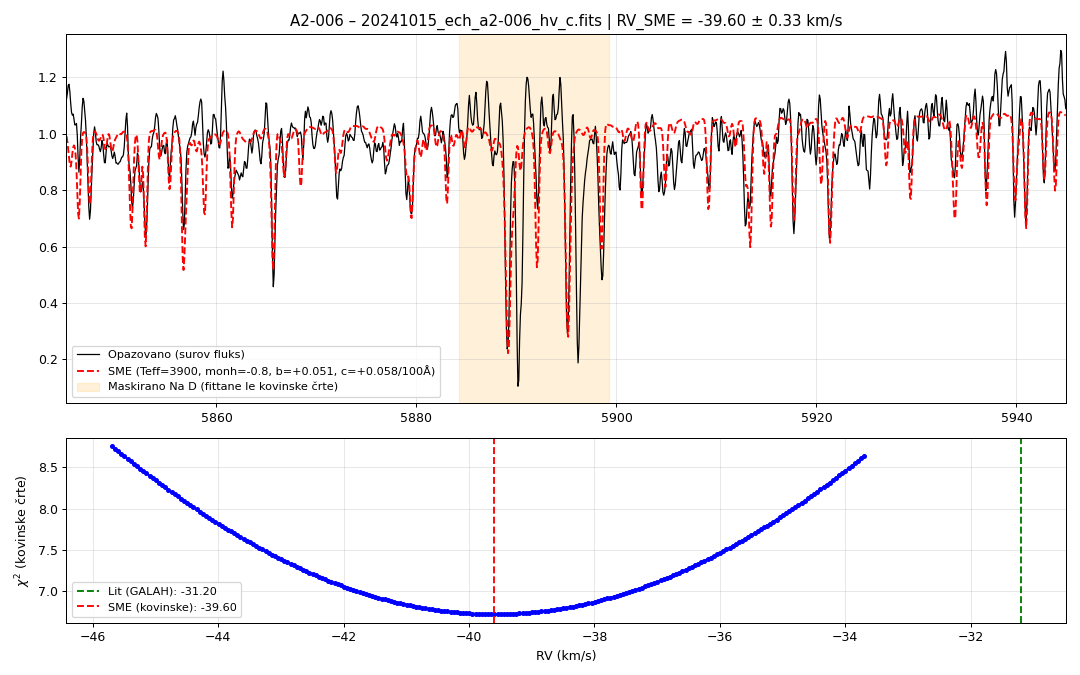 A2-006 – 20241015_ech_a2-006_hv_c.fits | RV_SME = -39.60 ± 0.33 km/s
1.2
1.0
0.8
0.6
0.4
0.2
Opazovano (surov fluks)
SME (Teff=3900, monh=-0.8, b=+0.051, c=+0.058/100Å)
Maskirano Na D (fittane le kovinske črte)
5860 5880 5900 5920 5940
χ² (kovinske črte)
8.5
8.0
7.5
7.0
Lit (GALAH): -31.20
SME (kovinske): -39.60
−46 −44 −42 −40 −38 −36 −34 −32
RV (km/s)